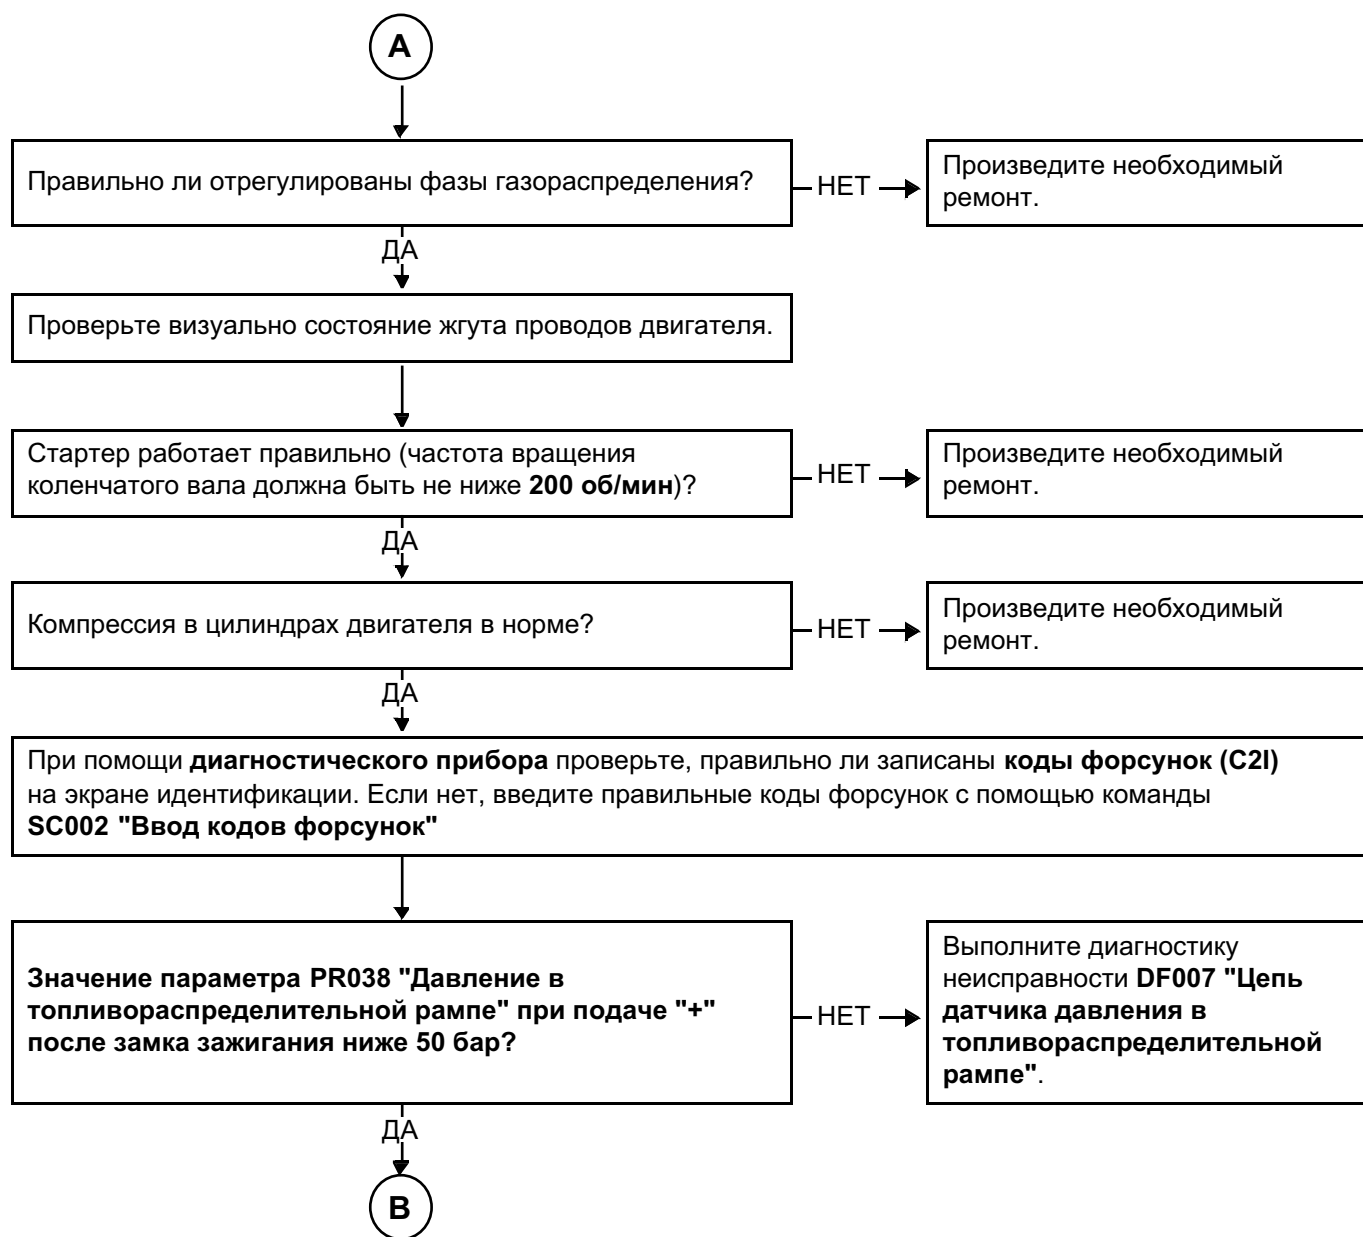 A
Правильно ли отрегулированы фазы газораспределения?
НЕТ
Произведите необходимый
ремонт.
ДА
Проверьте визуально состояние жгута проводов двигателя.
Стартер работает правильно (частота вращения
коленчатого вала должна быть не ниже 200 об/мин)?
НЕТ
Произведите необходимый
ремонт.
ДА
Компрессия в цилиндрах двигателя в норме?
НЕТ
Произведите необходимый
ремонт.
ДА
При помощи диагностического прибора проверьте, правильно ли записаны коды форсунок (C2I)
на экране идентификации. Если нет, введите правильные коды форсунок с помощью команды
SC002 "Ввод кодов форсунок"
Значение параметра PR038 "Давление в
топливораспределительной рампе" при подаче "+"
после замка зажигания ниже 50 бар?
НЕТ
Выполните диагностику
неисправности DF007 "Цепь
датчика давления в
топливораспределительной
рампе".
ДА
B